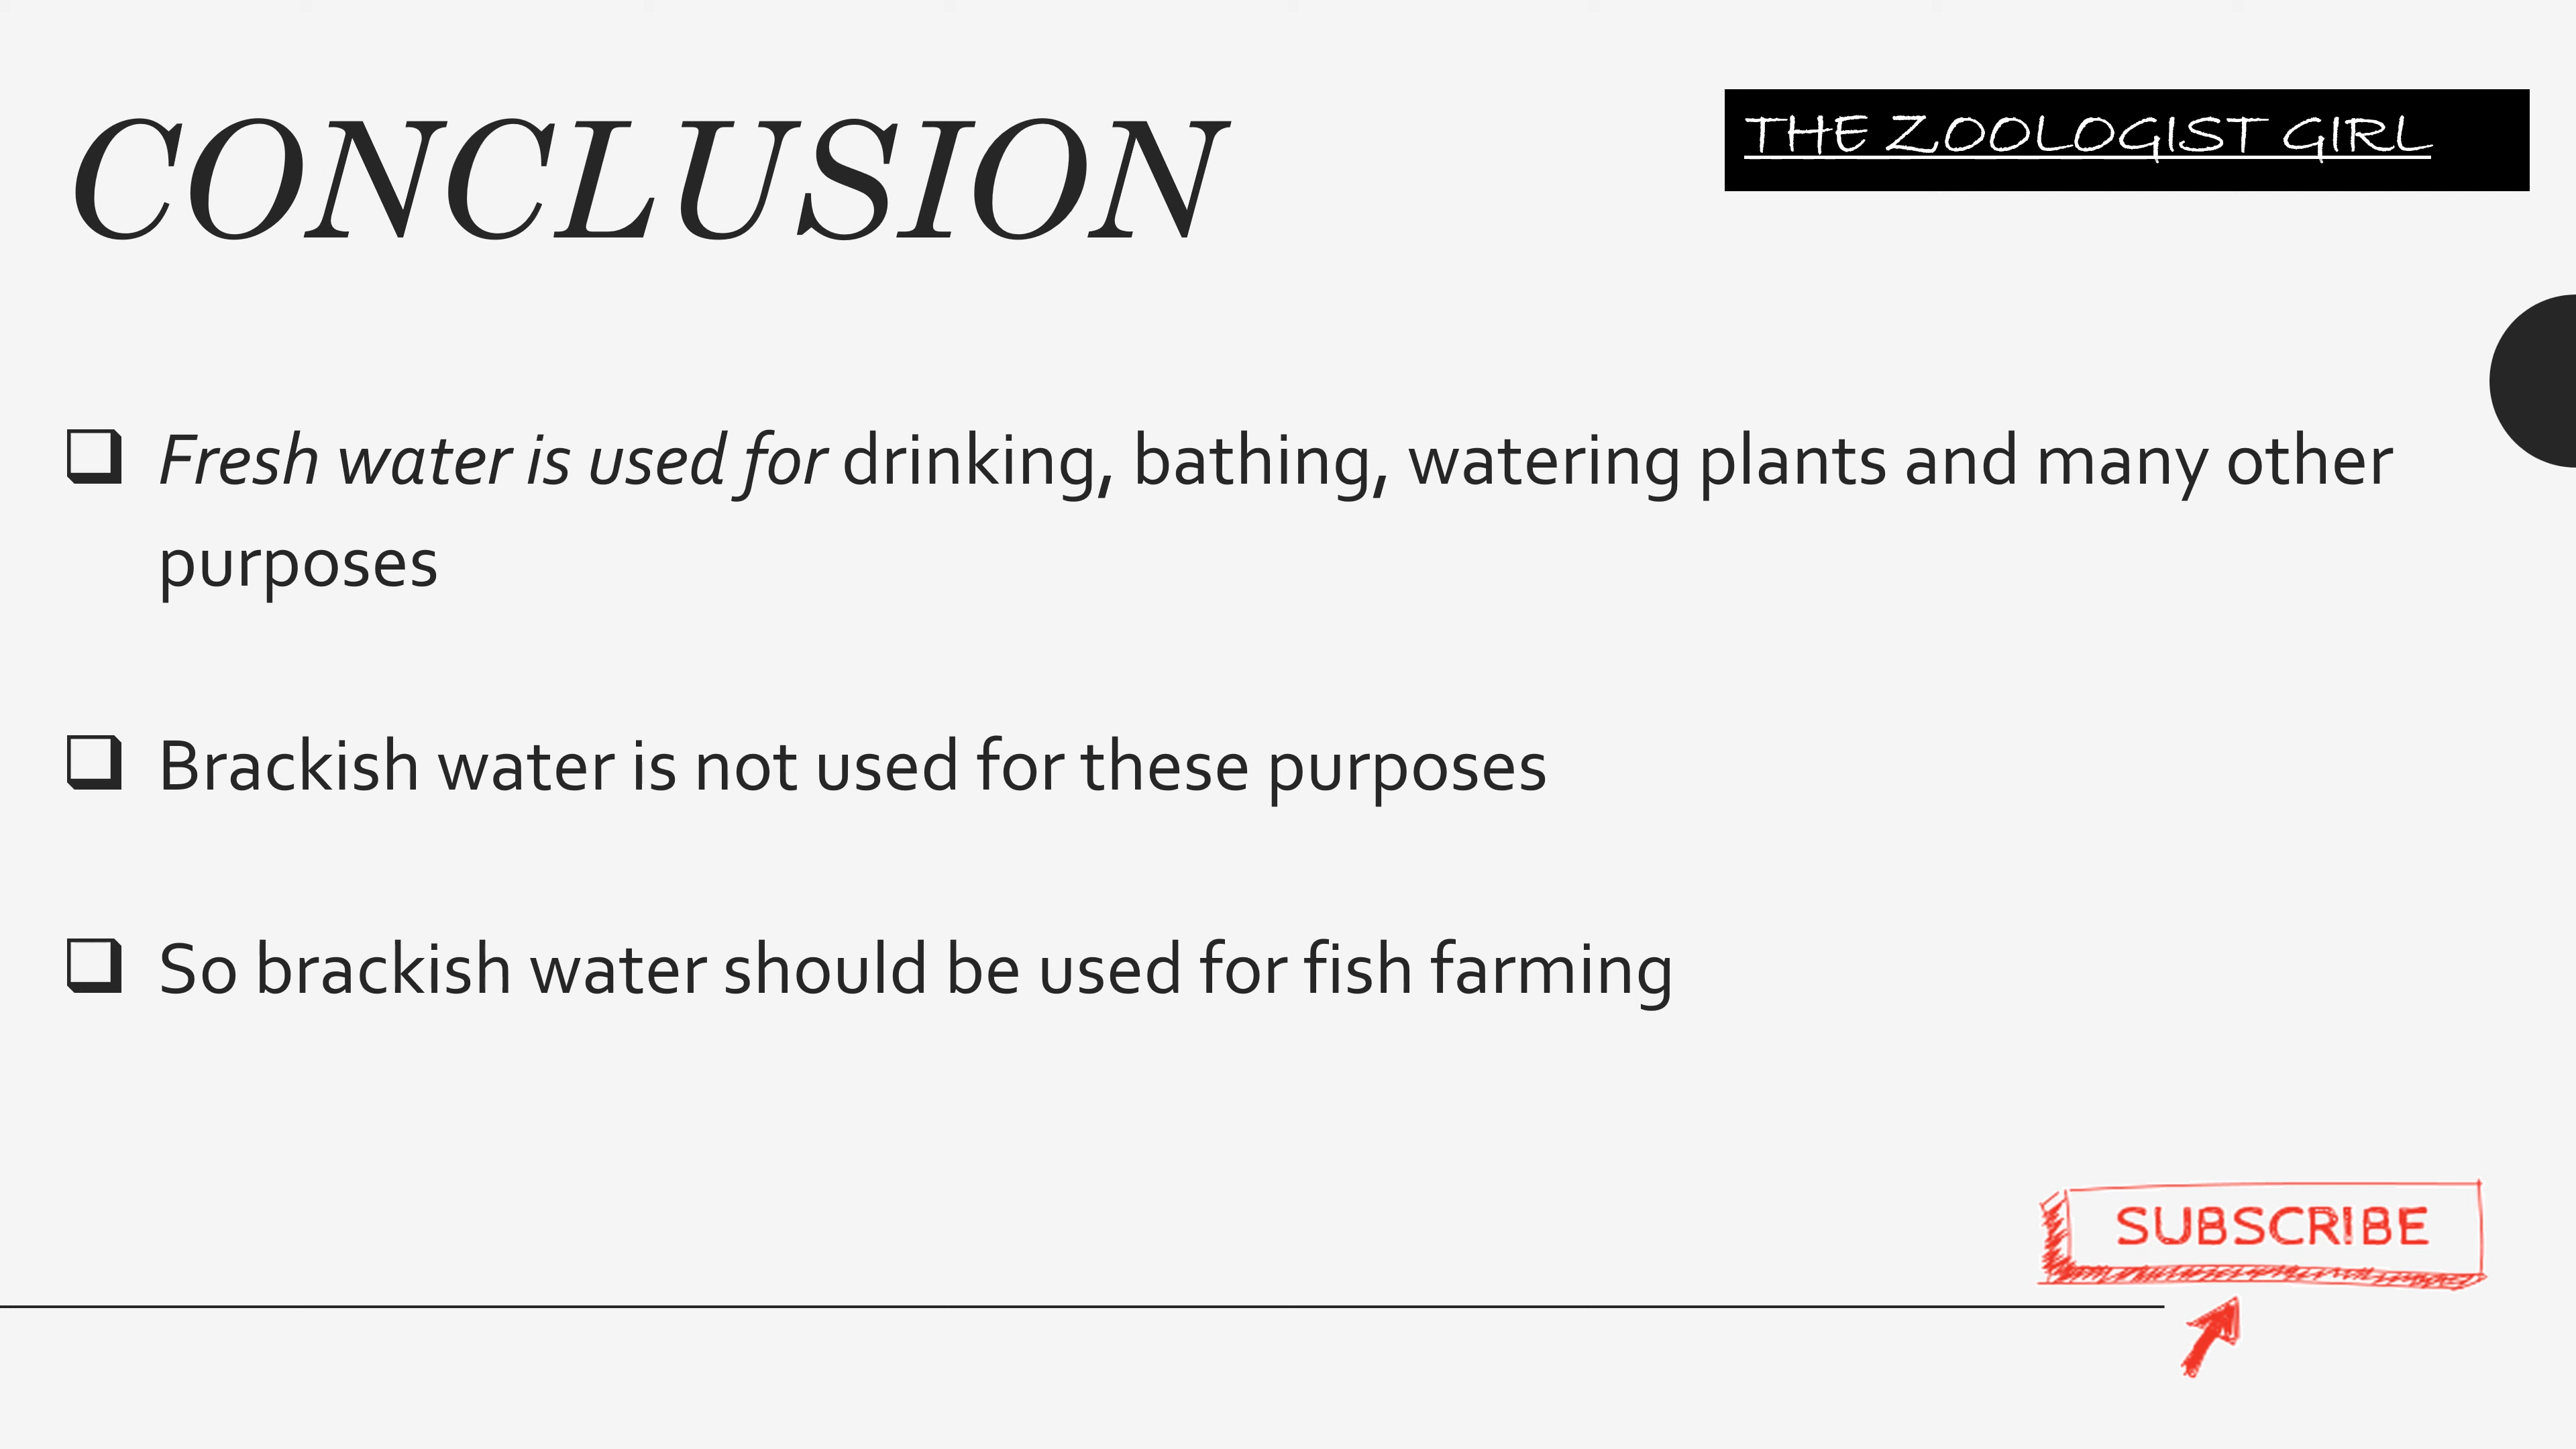 CONCLUSION
THE ZOOLOGIST GIRL
Fresh water is used for drinking, bathing, watering plants and many other
purposes
Brackish water is not used for these purposes
So brackish water should be used for fish farming
SUBSCRIBE